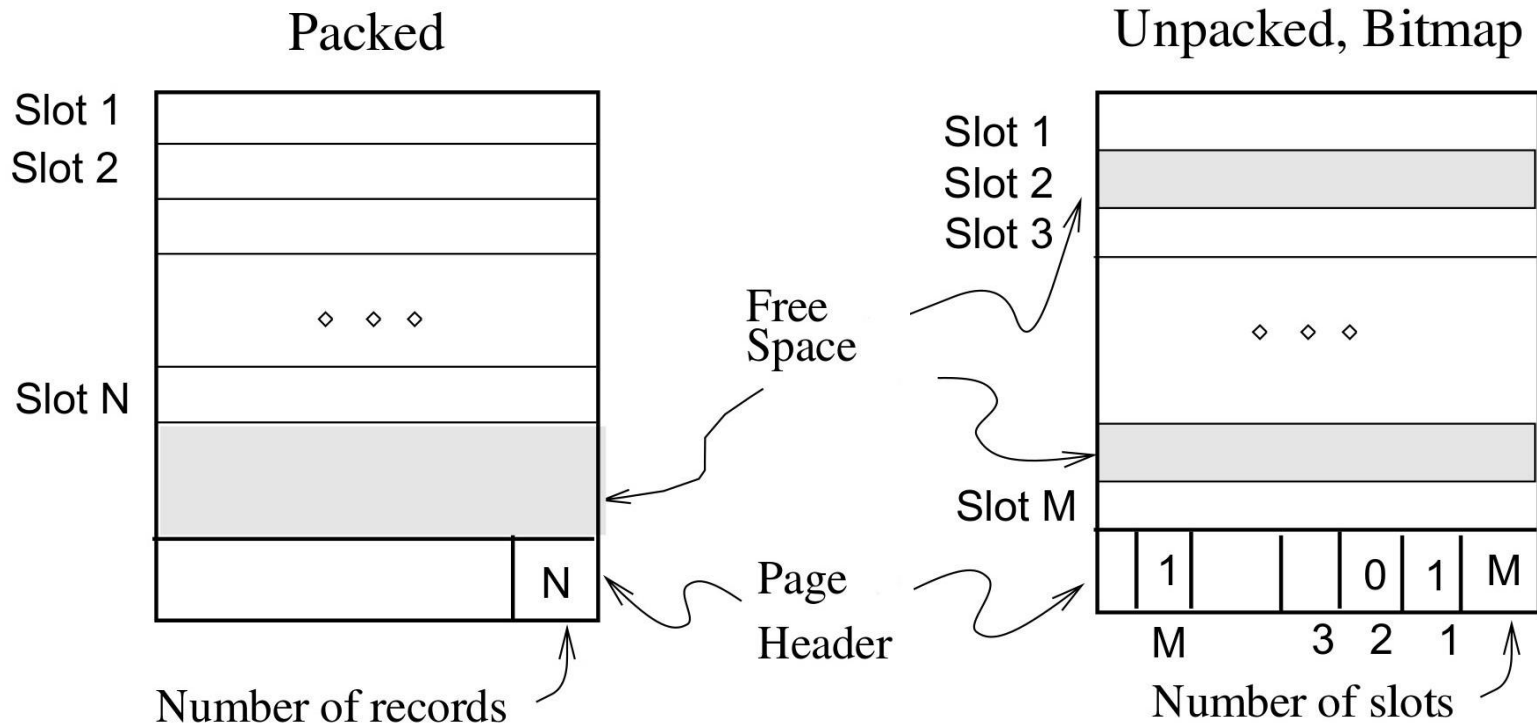 Packed
Unpacked, Bitmap
Slot 1
Slot 2
Slot N
N
Number of records
Free
Space
Page
Header
Slot 1
Slot 2
Slot 3
Slot M
1 0 1 M
M 3 2 1
Number of slots